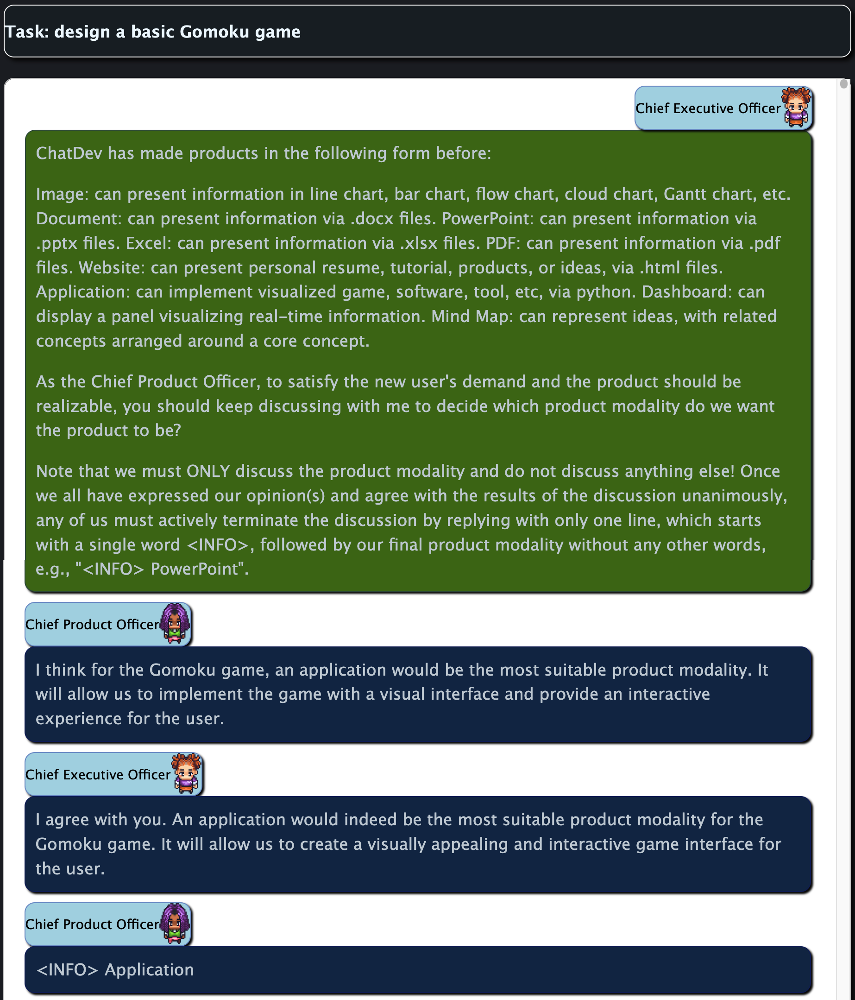 Task: design a basic Gomoku game
Chief Executive Officer
ChatDev has made products in the following form before:
Image: can present information in line chart, bar chart, flow chart, cloud chart, Gantt chart, etc.
Document: can present information via .docx files. PowerPoint: can present information via
.pptx files. Excel: can present information via .xlsx files. PDF: can present information via .pdf
files. Website: can present personal resume, tutorial, products, or ideas, via .html files.
Application: can implement visualized game, software, tool, etc, via python. Dashboard: can
display a panel visualizing real-time information. Mind Map: can represent ideas, with related
concepts arranged around a core concept.
As the Chief Product Officer, to satisfy the new user's demand and the product should be
realizable, you should keep discussing with me to decide which product modality do we want
the product to be?
Note that we must ONLY discuss the product modality and do not discuss anything else! Once
we all have expressed our opinion(s) and agree with the results of the discussion unanimously,
any of us must actively terminate the discussion by replying with only one line, which starts
with a single word <INFO>, followed by our final product modality without any other words,
e.g., "<INFO> PowerPoint".
Chief Product Officer
I think for the Gomoku game, an application would be the most suitable product modality. It
will allow us to implement the game with a visual interface and provide an interactive
experience for the user.
Chief Executive Officer
I agree with you. An application would indeed be the most suitable product modality for the
Gomoku game. It will allow us to create a visually appealing and interactive game interface for
the user.
Chief Product Officer
<INFO> Application